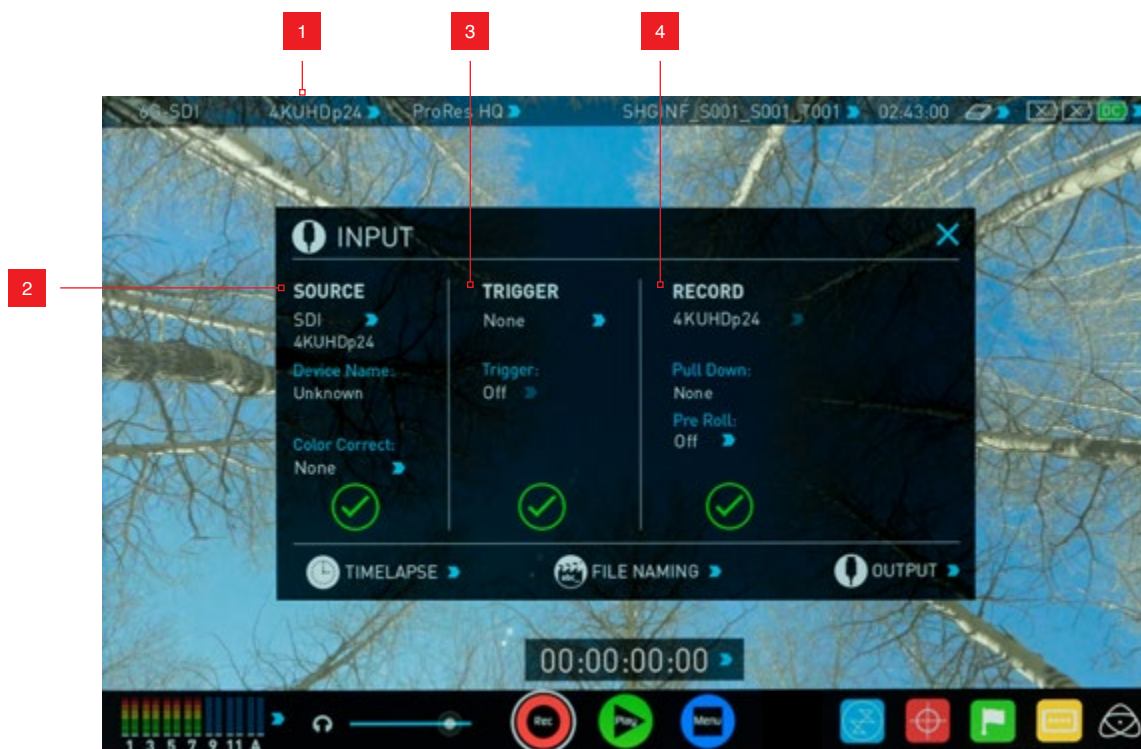 1
3
4
6G-SDI 4KUHDp24 ProRes HQ SHGINF_S001_S001_T001 02:43:00 DC
INPUT
2
SOURCE
SDI
4KUHDp24
Device Name:
Unknown
Color Correct:
None
TRIGGER
None
Trigger:
Off
RECORD
4KUHDp24
Pull Down:
None
Pre Roll:
Off
TIMELAPSE FILE NAMING OUTPUT
00:00:00:00
Rec Play Menu
1 3 5 7 9 11 A